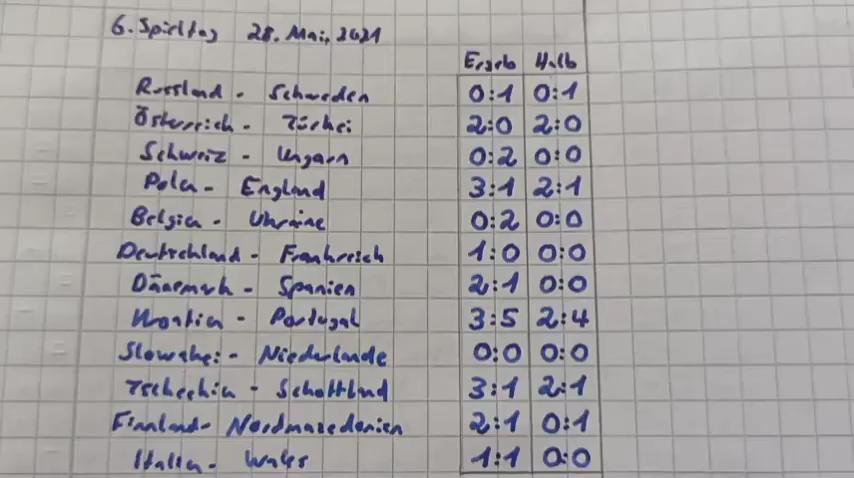 6. Spieltag 28. Mai, 2021
Ergeb Halb
Russland - Schweden 0:1 0:1
Österreich - Türkei 2:0 2:0
Schweiz - Ungarn 0:2 0:0
Polen - England 3:1 2:1
Belgien - Ukraine 0:2 0:0
Deutschland - Frankreich 1:0 0:0
Dänemark - Spanien 2:1 0:0
Kroatien - Portugal 3:5 2:4
Slowakei - Niederlande 0:0 0:0
Tschechien - Schottland 3:1 2:1
Finnland - Nordmazedonien 2:1 0:1
Italien - Wales 1:1 0:0